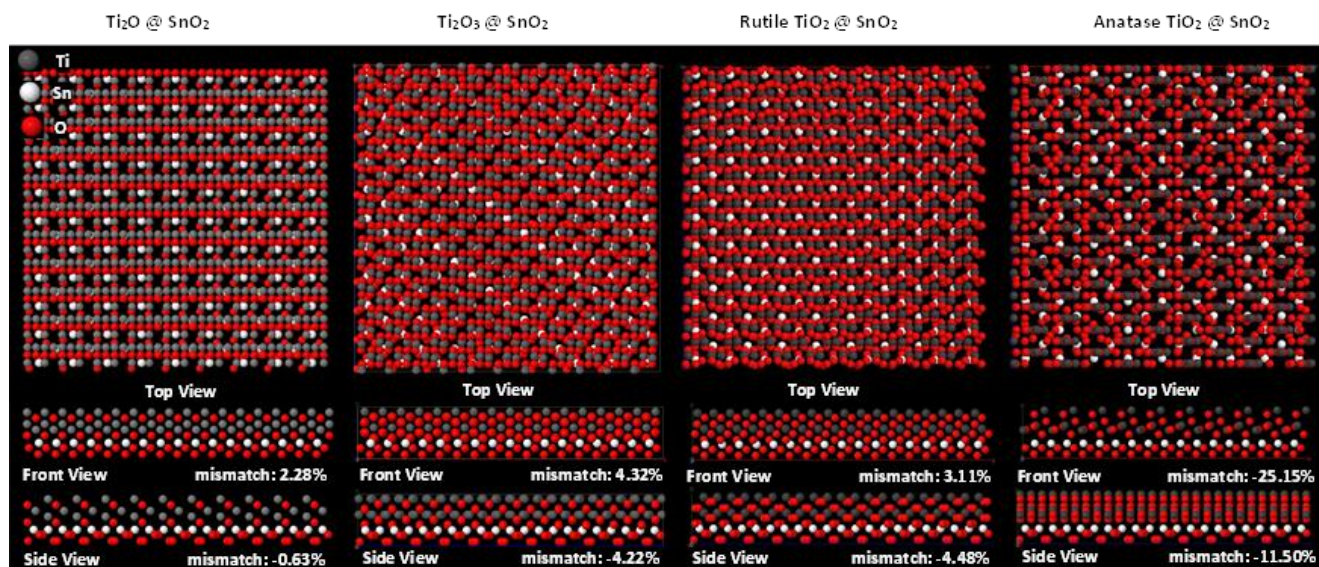 Ti₂O @ SnO₂
Ti₂O₃ @ SnO₂
Rutile TiO₂ @ SnO₂
Anatase TiO₂ @ SnO₂
Ti
Sn
O
Top View
Top View
Top View
Top View
Front View mismatch: 2.28%
Front View mismatch: 4.32%
Front View mismatch: 3.11%
Front View mismatch: -25.15%
Side View mismatch: -0.63%
Side View mismatch: -4.22%
Side View mismatch: -4.48%
Side View mismatch: -11.50%